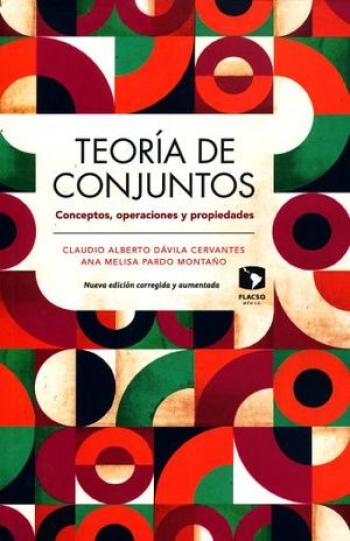 TEORÍA DE
CONJUNTOS
Conceptos, operaciones y propiedades
CLAUDIO ALBERTO DÁVILA CERVANTES
ANA MELISA PARDO MONTAÑO
Nueva edición corregida y aumentada
FLACSO
MÉXICO